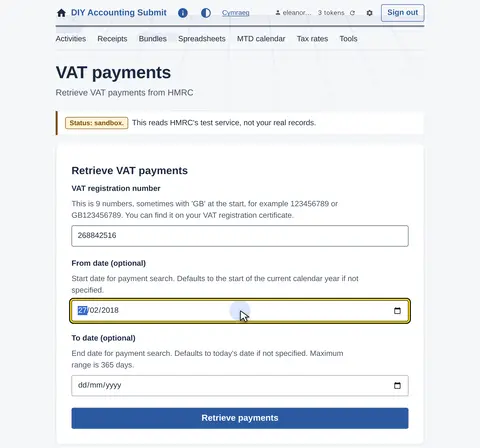 DIY Accounting Submit
Cymraeg
eleanor...
3 tokens
Sign out
Activities Receipts Bundles Spreadsheets MTD calendar Tax rates Tools
VAT payments
Retrieve VAT payments from HMRC
Status: sandbox. This reads HMRC's test service, not your real records.
Retrieve VAT payments
VAT registration number
This is 9 numbers, sometimes with 'GB' at the start, for example 123456789 or
GB123456789. You can find it on your VAT registration certificate.
268842516
From date (optional)
Start date for payment search. Defaults to the start of the current calendar year if not
specified.
27/02/2018
To date (optional)
End date for payment search. Defaults to today's date if not specified. Maximum
range is 365 days.
dd/mm/yyyy
Retrieve payments